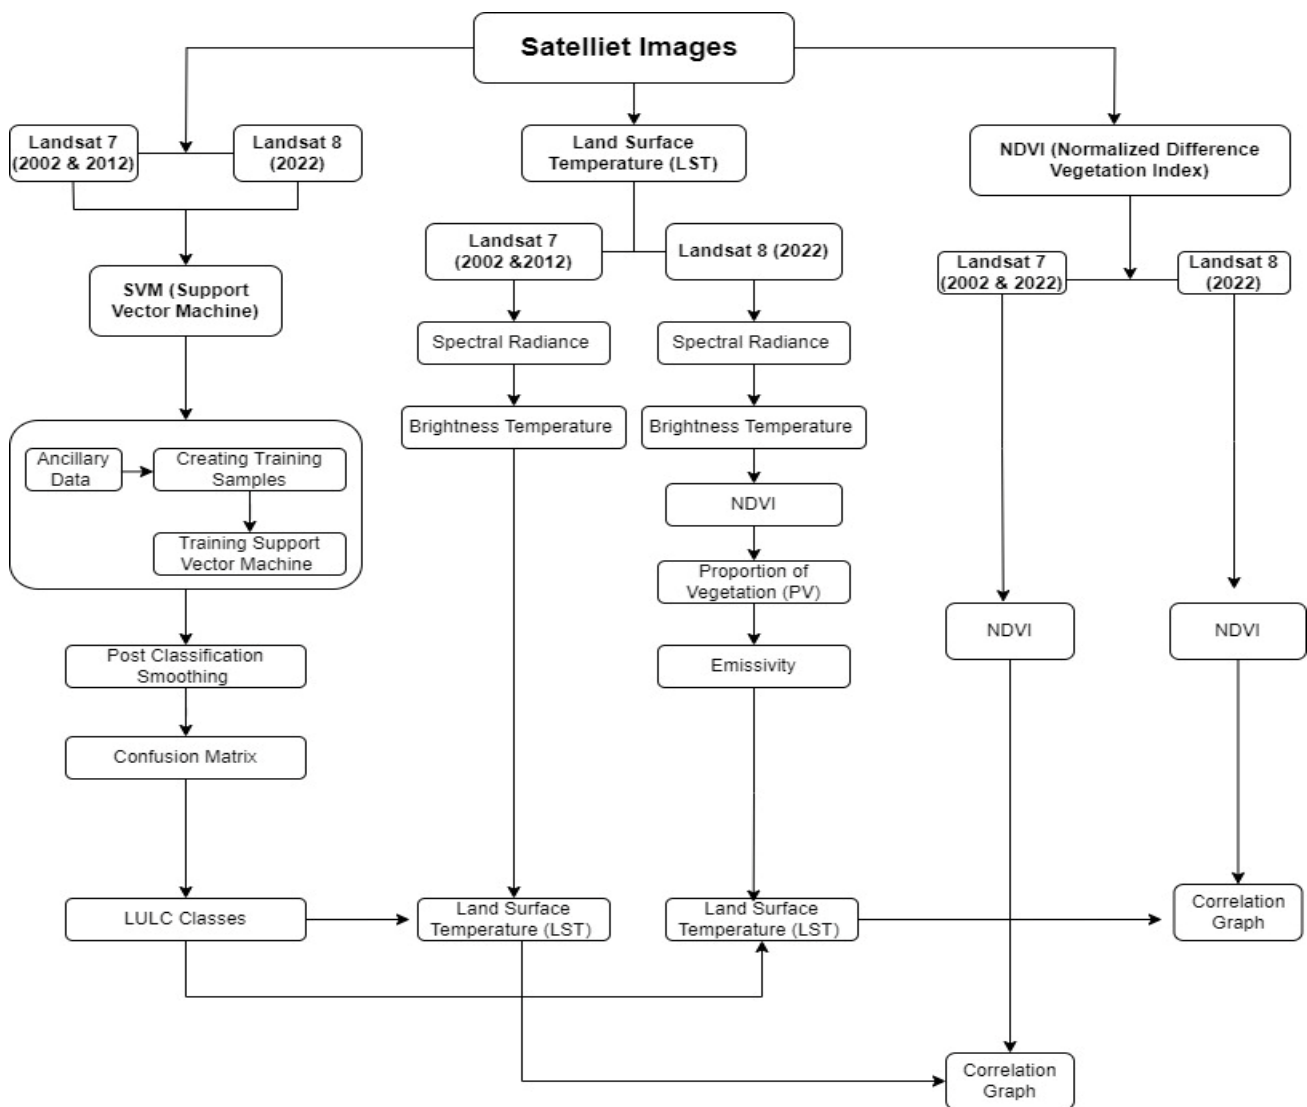 Satelliet Images
Landsat 7
(2002 & 2012)
Landsat 8
(2022)
Land Surface
Temperature (LST)
NDVI (Normalized Difference
Vegetation Index)
Landsat 7
(2002 &2012)
Landsat 8 (2022)
Landsat 7
(2002 & 2022)
Landsat 8
(2022)
SVM (Support
Vector Machine)
Spectral Radiance
Spectral Radiance
Brightness Temperature
Brightness Temperature
Ancillary
Data
Creating Training
Samples
Training Support
Vector Machine
NDVI
Proportion of
Vegetation (PV)
NDVI
NDVI
Post Classification
Smoothing
Emissivity
Confusion Matrix
LULC Classes
Land Surface
Temperature (LST)
Land Surface
Temperature (LST)
Correlation
Graph
Correlation
Graph